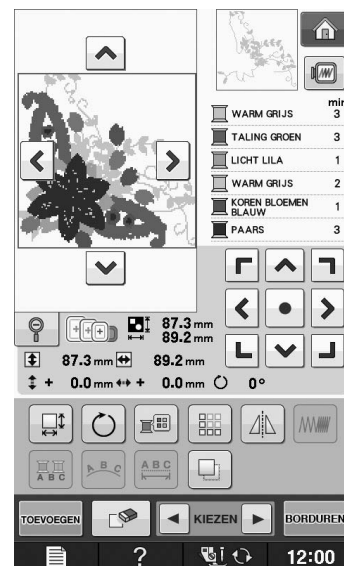 min
WARM GRIJS 3
TALING GROEN 3
LICHT LILA 1
WARM GRIJS 2
KOREN BLOEMEN
BLAUW 1
PAARS 3
87.3 mm
89.2 mm
87.3 mm 89.2 mm
+ 0.0 mm + 0.0 mm 0°
A B C A B C A B C
TOEVOEGEN KIEZEN BORDUREN
? 12:00